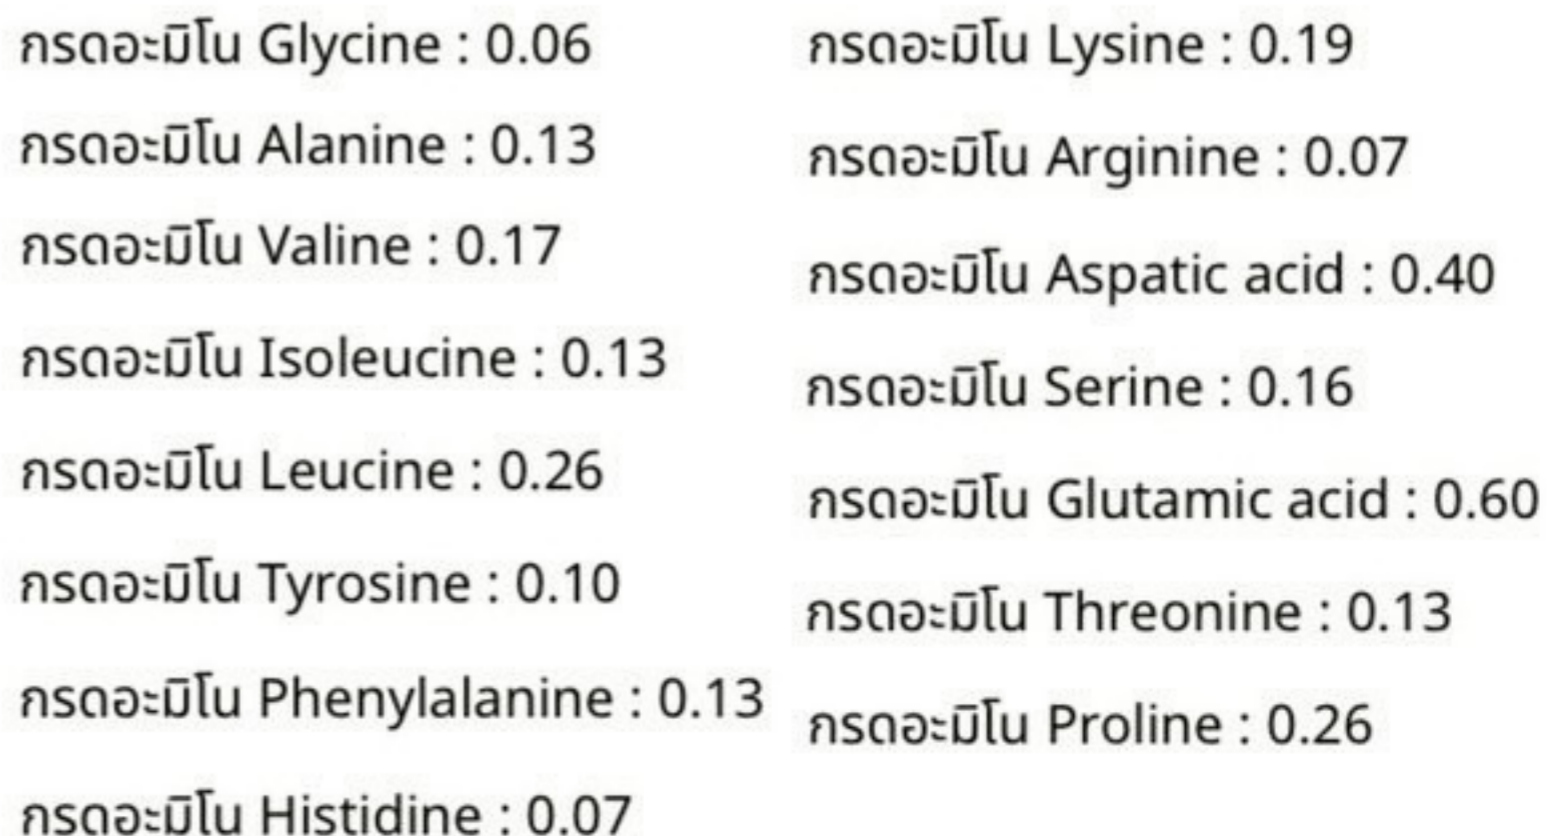 กรดอะมิโน Glycine : 0.06
กรดอะมิโน Alanine : 0.13
กรดอะมิโน Valine : 0.17
กรดอะมิโน Isoleucine : 0.13
กรดอะมิโน Leucine : 0.26
กรดอะมิโน Tyrosine : 0.10
กรดอะมิโน Phenylalanine : 0.13
กรดอะมิโน Histidine : 0.07
กรดอะมิโน Lysine : 0.19
กรดอะมิโน Arginine : 0.07
กรดอะมิโน Aspatic acid : 0.40
กรดอะมิโน Serine : 0.16
กรดอะมิโน Glutamic acid : 0.60
กรดอะมิโน Threonine : 0.13
กรดอะมิโน Proline : 0.26